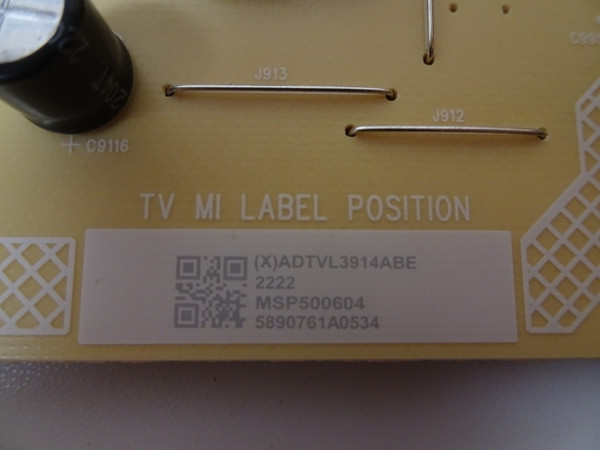 J913
J912
+ C9116
TV MI LABEL POSITION
(X)ADTVL3914ABE
2222
MSP500604
5890761A0534